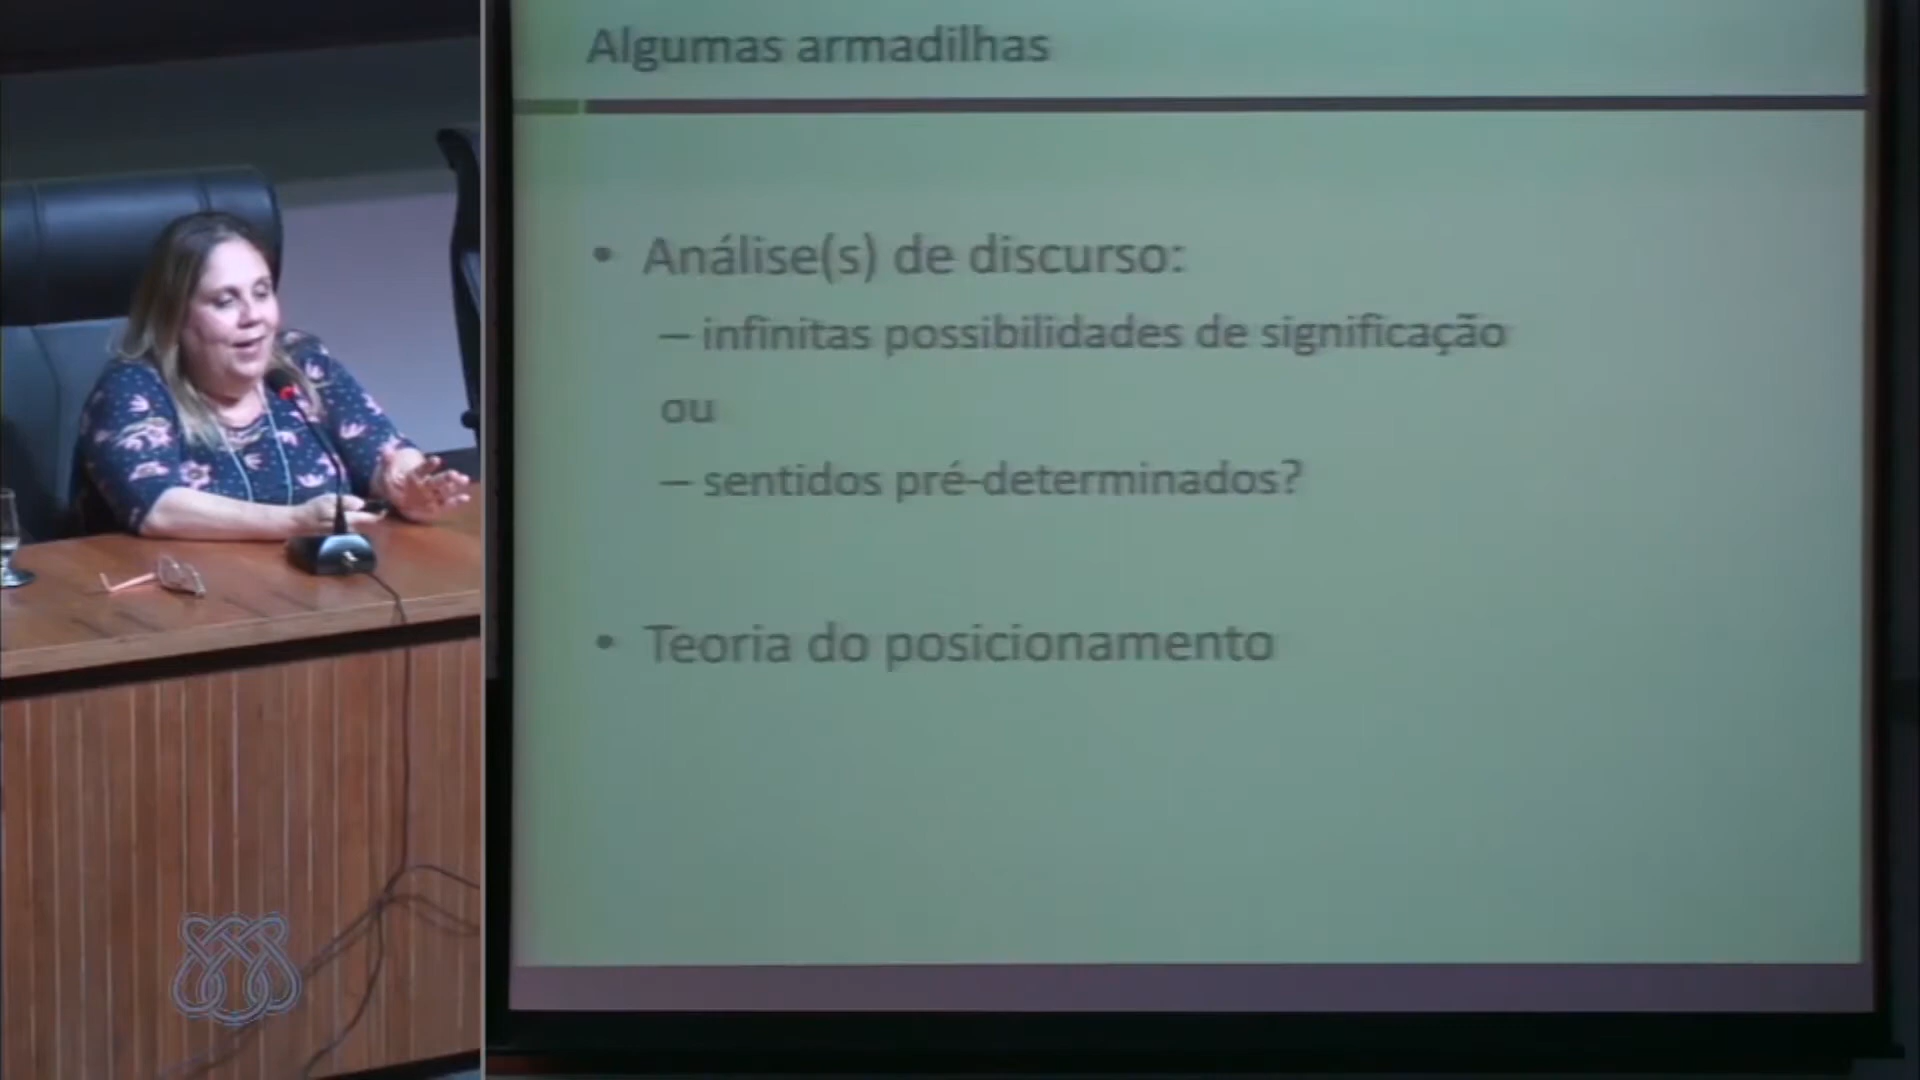 Algumas armadilhas
• Análise(s) de discurso:
– infinitas possibilidades de significação
ou
– sentidos pré-determinados?
• Teoria do posicionamento